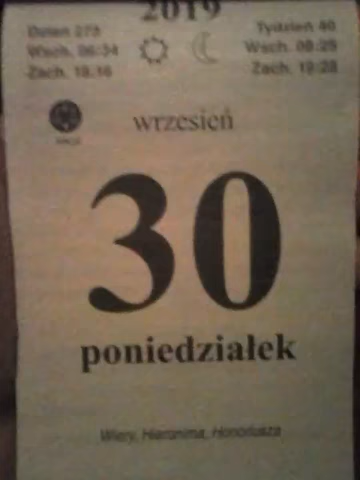 2019
Dzień 273
Wsch. 06:34
Zach. 18:16
Tydzień 40
Wsch. 08:25
Zach. 19:28
wrzesień
30
poniedziałek
Wiery, Hieronima, Honoriusza